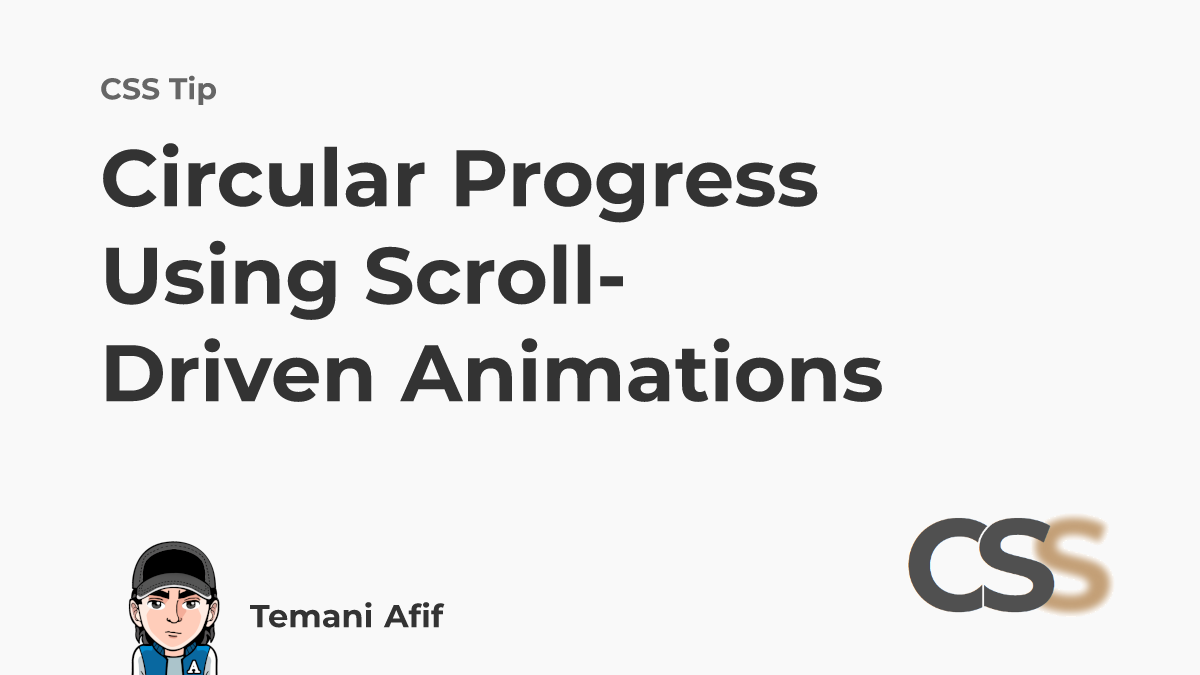 CSS Tip
Circular Progress
Using Scroll-
Driven Animations
Temani Afif
A
CSS